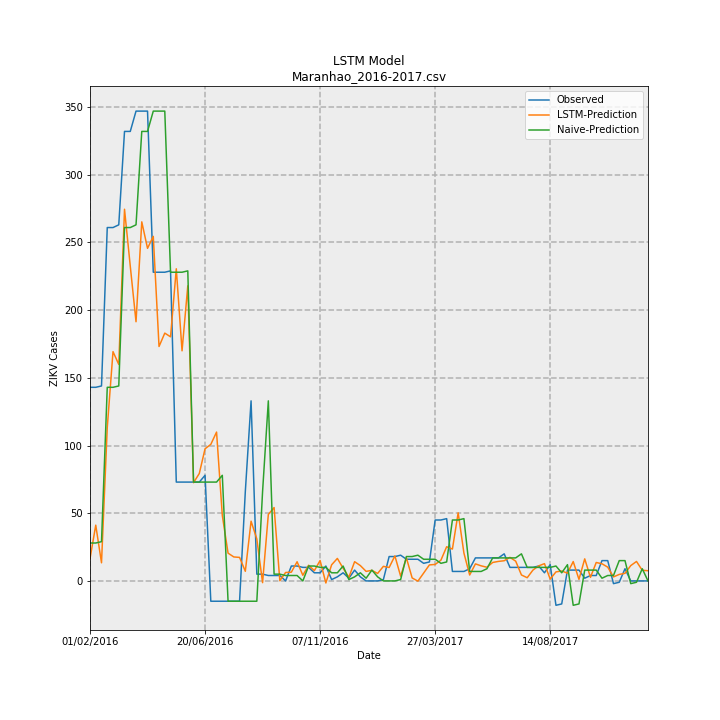 LSTM Model
Maranhao_2016-2017.csv
Observed
LSTM-Prediction
Naive-Prediction
350
300
250
200
150
100
50
0
ZIKV Cases
01/02/2016
20/06/2016
07/11/2016
27/03/2017
14/08/2017
Date